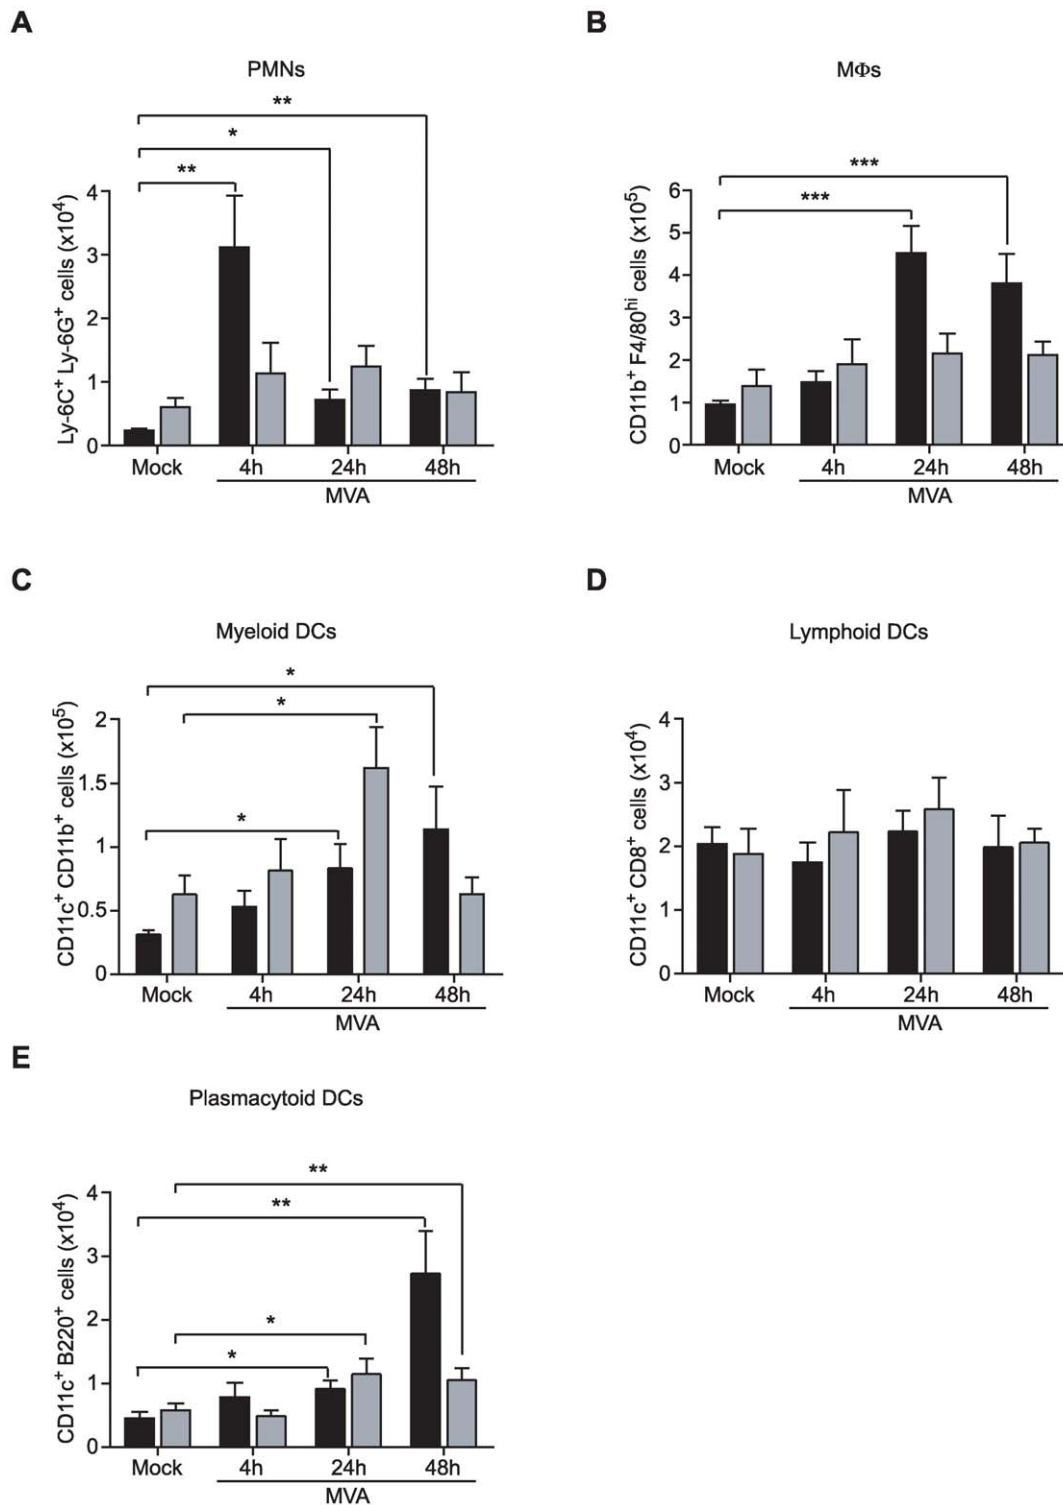 A
PMNs
**
*
**
Ly-6C+ Ly-6G+ cells (x10^4)
4
3
2
1
0
Mock 4h 24h 48h
MVA
B
MΦs
***
***
CD11b+ F4/80hi cells (x10^5)
6
5
4
3
2
1
0
Mock 4h 24h 48h
MVA
C
Myeloid DCs
*
*
*
CD11c+ CD11b+ cells (x10^5)
2
1.5
1
0.5
0
Mock 4h 24h 48h
MVA
D
Lymphoid DCs
CD11c+ CD8+ cells (x10^4)
4
3
2
1
0
Mock 4h 24h 48h
MVA
E
Plasmacytoid DCs
**
**
*
*
CD11c+ B220+ cells (x10^4)
4
3
2
1
0
Mock 4h 24h 48h
MVA